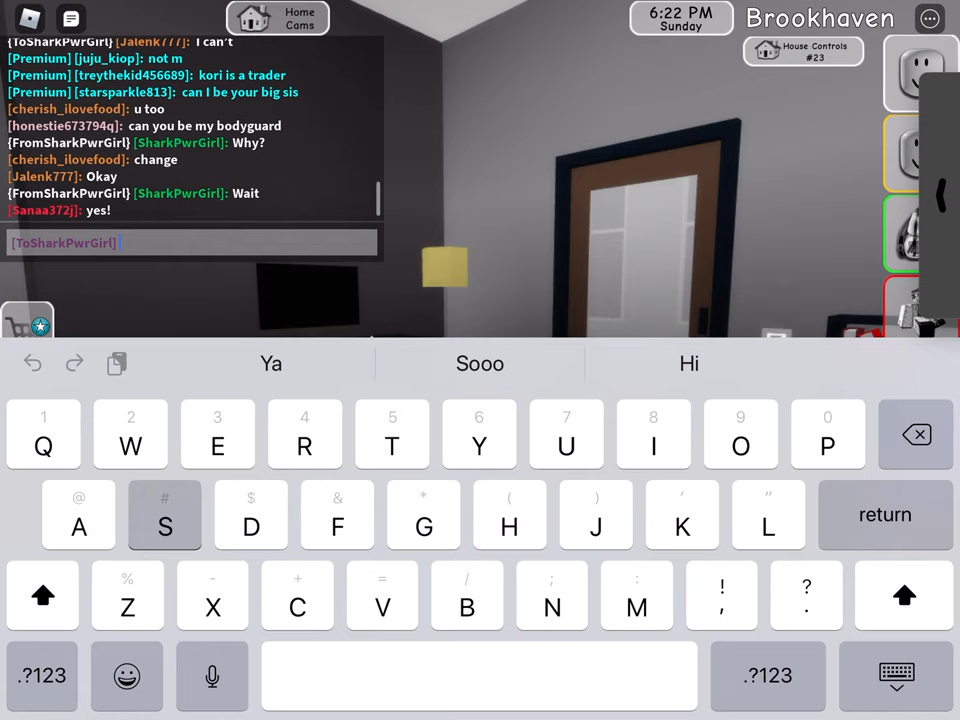 Home
Cams
6:22 PM
Sunday
Brookhaven
House Controls
#23
{ToSharkPwrGirl} [Jalenk777]: I can't
[Premium] [juju_kiop]: not m
[Premium] [treythekid456689]: kori is a trader
[Premium] [starsparkle813]: can I be your big sis
[cherish_ilovefood]: u too
[honestie673794q]: can you be my bodyguard
{FromSharkPwrGirl} [SharkPwrGirl]: Why?
[cherish_ilovefood]: change
[Jalenk777]: Okay
{FromSharkPwrGirl} [SharkPwrGirl]: Wait
[Sanaa372j]: yes!
[ToSharkPwrGirl]
Ya Sooo Hi
1 2 3 4 5 6 7 8 9 0
Q W E R T Y U I O P
@ # $ & * ( ) ' "
A S D F G H J K L return
% - + = / ; : ! ?
Z X C V B N M , .
.?123 .?123